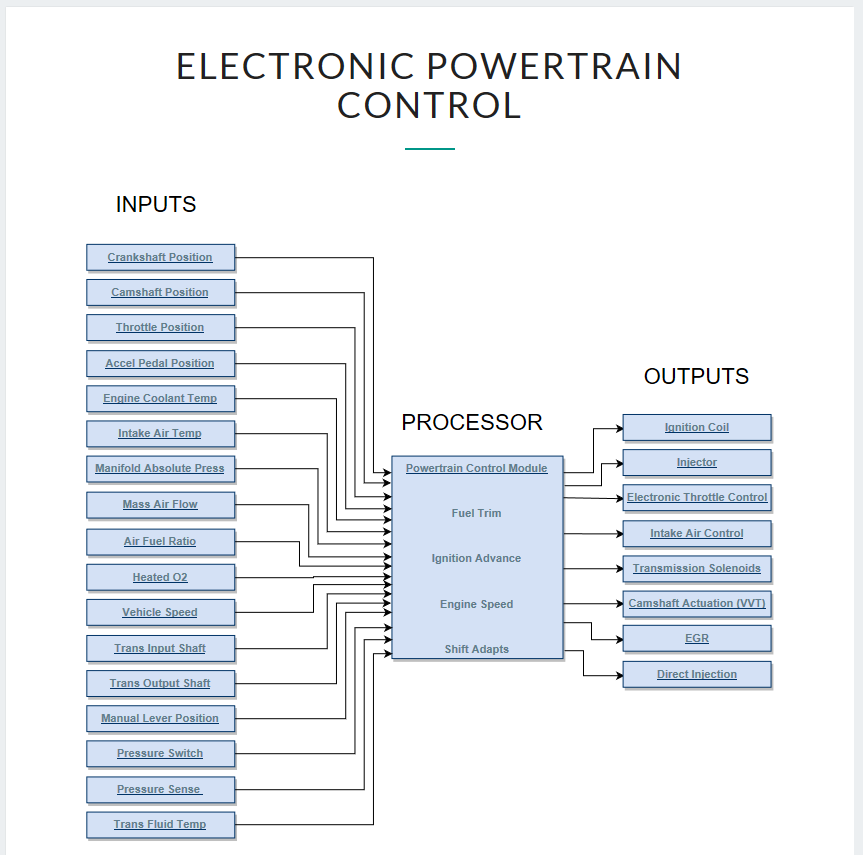 ELECTRONIC POWERTRAIN
CONTROL
INPUTS
Crankshaft Position
Camshaft Position
Throttle Position
Accel Pedal Position
Engine Coolant Temp
Intake Air Temp
Manifold Absolute Press
Mass Air Flow
Air Fuel Ratio
Heated O2
Vehicle Speed
Trans Input Shaft
Trans Output Shaft
Manual Lever Position
Pressure Switch
Pressure Sense
Trans Fluid Temp
PROCESSOR
Powertrain Control Module
Fuel Trim
Ignition Advance
Engine Speed
Shift Adapts
OUTPUTS
Ignition Coil
Injector
Electronic Throttle Control
Intake Air Control
Transmission Solenoids
Camshaft Actuation (VVT)
EGR
Direct Injection